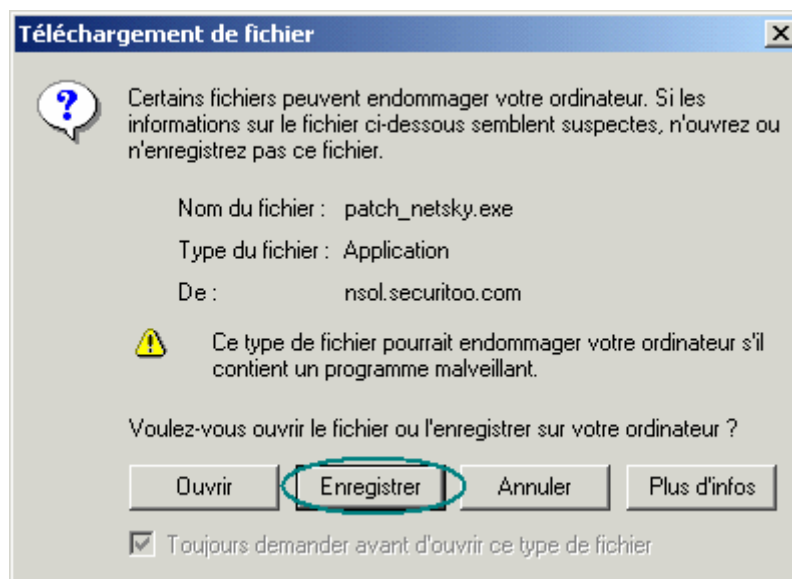 Téléchargement de fichier
Certains fichiers peuvent endommager votre ordinateur. Si les
informations sur le fichier ci-dessous semblent suspectes, n'ouvrez ou
n'enregistrez pas ce fichier.
Nom du fichier : patch_netsky.exe
Type du fichier : Application
De : nsol.securitoo.com
Ce type de fichier pourrait endommager votre ordinateur s'il
contient un programme malveillant.
Voulez-vous ouvrir le fichier ou l'enregistrer sur votre ordinateur ?
Ouvrir Enregistrer Annuler Plus d'infos
Toujours demander avant d'ouvrir ce type de fichier